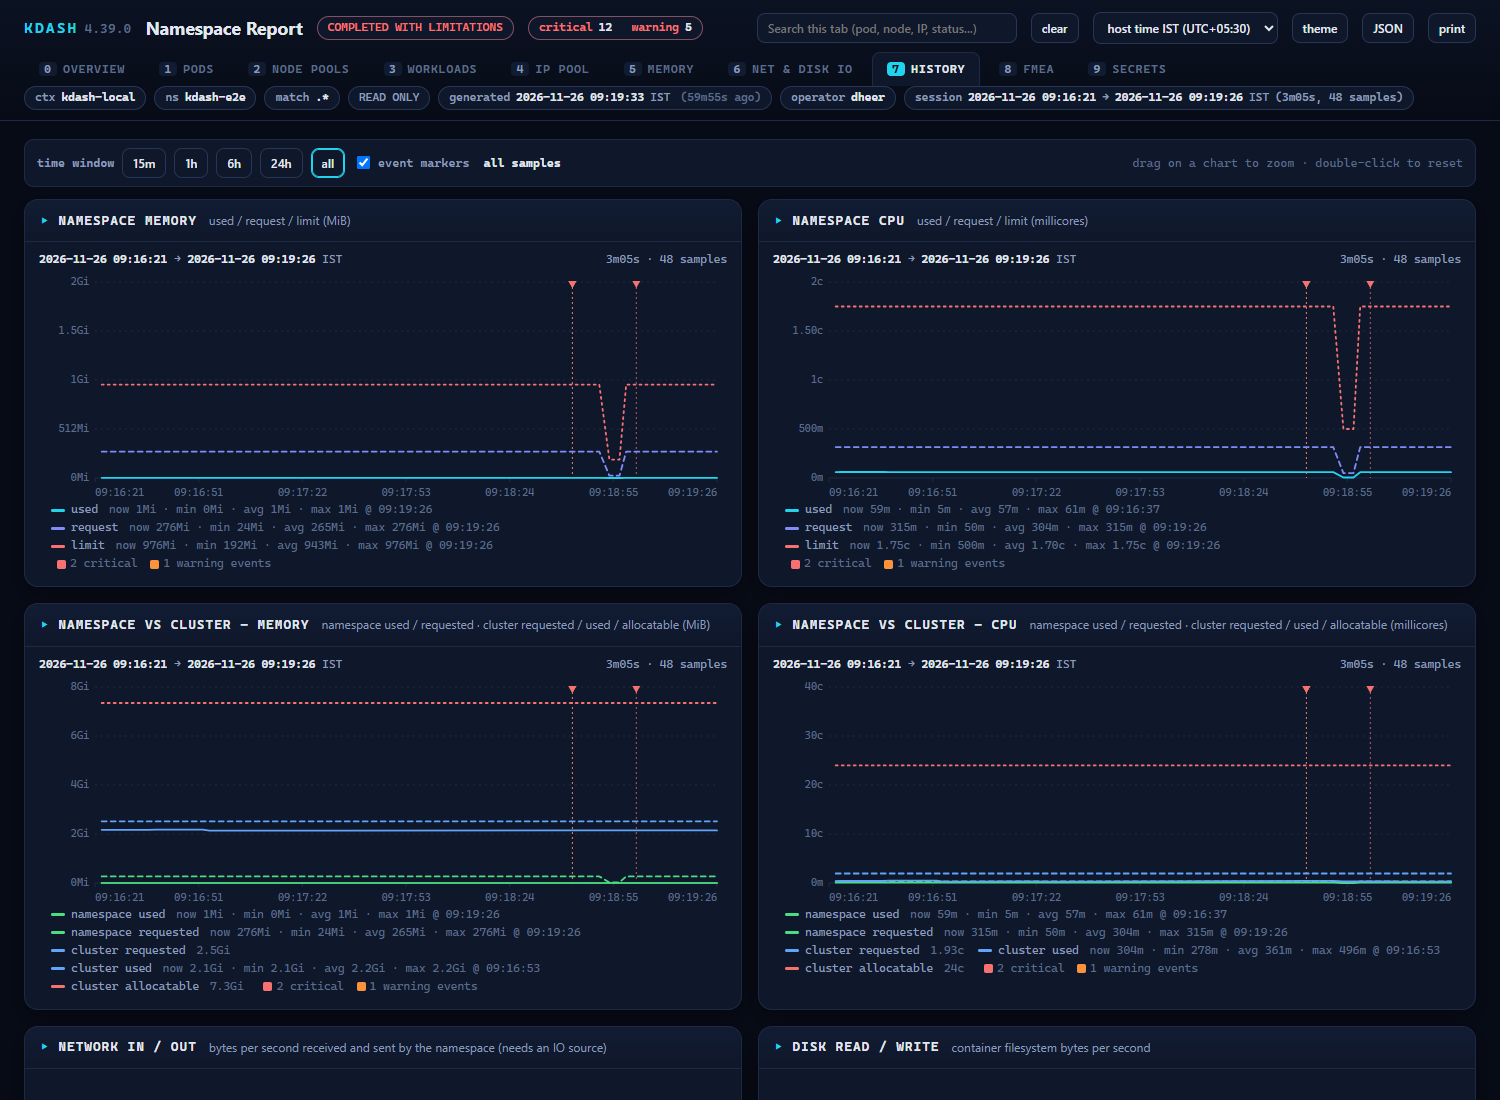 KDASH 4.39.0 Namespace Report COMPLETED WITH LIMITATIONS critical 12 warning 5 Search this tab (pod, node, IP, status...) clear host time IST (UTC+05:30) theme JSON print
0 OVERVIEW 1 PODS 2 NODE POOLS 3 WORKLOADS 4 IP POOL 5 MEMORY 6 NET & DISK IO 7 HISTORY 8 FMEA 9 SECRETS
ctx kdash-local ns kdash-e2e match .* READ ONLY generated 2026-11-26 09:19:33 IST (59m55s ago) operator dheer session 2026-11-26 09:16:21 → 2026-11-26 09:19:26 IST (3m05s, 48 samples)
time window 15m 1h 6h 24h all event markers all samples drag on a chart to zoom · double-click to reset
▸ NAMESPACE MEMORY used / request / limit (MiB)
2026-11-26 09:16:21 → 2026-11-26 09:19:26 IST 3m05s · 48 samples
2Gi
1.5Gi
1Gi
512Mi
0Mi
09:16:21 09:16:51 09:17:22 09:17:53 09:18:24 09:18:55 09:19:26
used now 1Mi · min 0Mi · avg 1Mi · max 1Mi @ 09:19:26
request now 276Mi · min 24Mi · avg 265Mi · max 276Mi @ 09:19:26
limit now 976Mi · min 192Mi · avg 943Mi · max 976Mi @ 09:19:26
2 critical 1 warning events
▸ NAMESPACE CPU used / request / limit (millicores)
2026-11-26 09:16:21 → 2026-11-26 09:19:26 IST 3m05s · 48 samples
2c
1.50c
1c
500m
0m
09:16:21 09:16:51 09:17:22 09:17:53 09:18:24 09:18:55 09:19:26
used now 59m · min 5m · avg 57m · max 61m @ 09:16:37
request now 315m · min 50m · avg 304m · max 315m @ 09:19:26
limit now 1.75c · min 500m · avg 1.70c · max 1.75c @ 09:19:26
2 critical 1 warning events
▸ NAMESPACE VS CLUSTER – MEMORY namespace used / requested · cluster requested / used / allocatable (MiB)
2026-11-26 09:16:21 → 2026-11-26 09:19:26 IST 3m05s · 48 samples
8Gi
6Gi
4Gi
2Gi
0Mi
09:16:21 09:16:51 09:17:22 09:17:53 09:18:24 09:18:55 09:19:26
namespace used now 1Mi · min 0Mi · avg 1Mi · max 1Mi @ 09:19:26
namespace requested now 276Mi · min 24Mi · avg 265Mi · max 276Mi @ 09:19:26
cluster requested 2.5Gi
cluster used now 2.1Gi · min 2.1Gi · avg 2.2Gi · max 2.2Gi @ 09:16:53
cluster allocatable 7.3Gi 2 critical 1 warning events
▸ NAMESPACE VS CLUSTER – CPU namespace used / requested · cluster requested / used / allocatable (millicores)
2026-11-26 09:16:21 → 2026-11-26 09:19:26 IST 3m05s · 48 samples
40c
30c
20c
10c
0m
09:16:21 09:16:51 09:17:22 09:17:53 09:18:24 09:18:55 09:19:26
namespace used now 59m · min 5m · avg 57m · max 61m @ 09:16:37
namespace requested now 315m · min 50m · avg 304m · max 315m @ 09:19:26
cluster requested 1.93c cluster used now 304m · min 278m · avg 361m · max 496m @ 09:16:53
cluster allocatable 24c 2 critical 1 warning events
▸ NETWORK IN / OUT bytes per second received and sent by the namespace (needs an IO source)
▸ DISK READ / WRITE container filesystem bytes per second